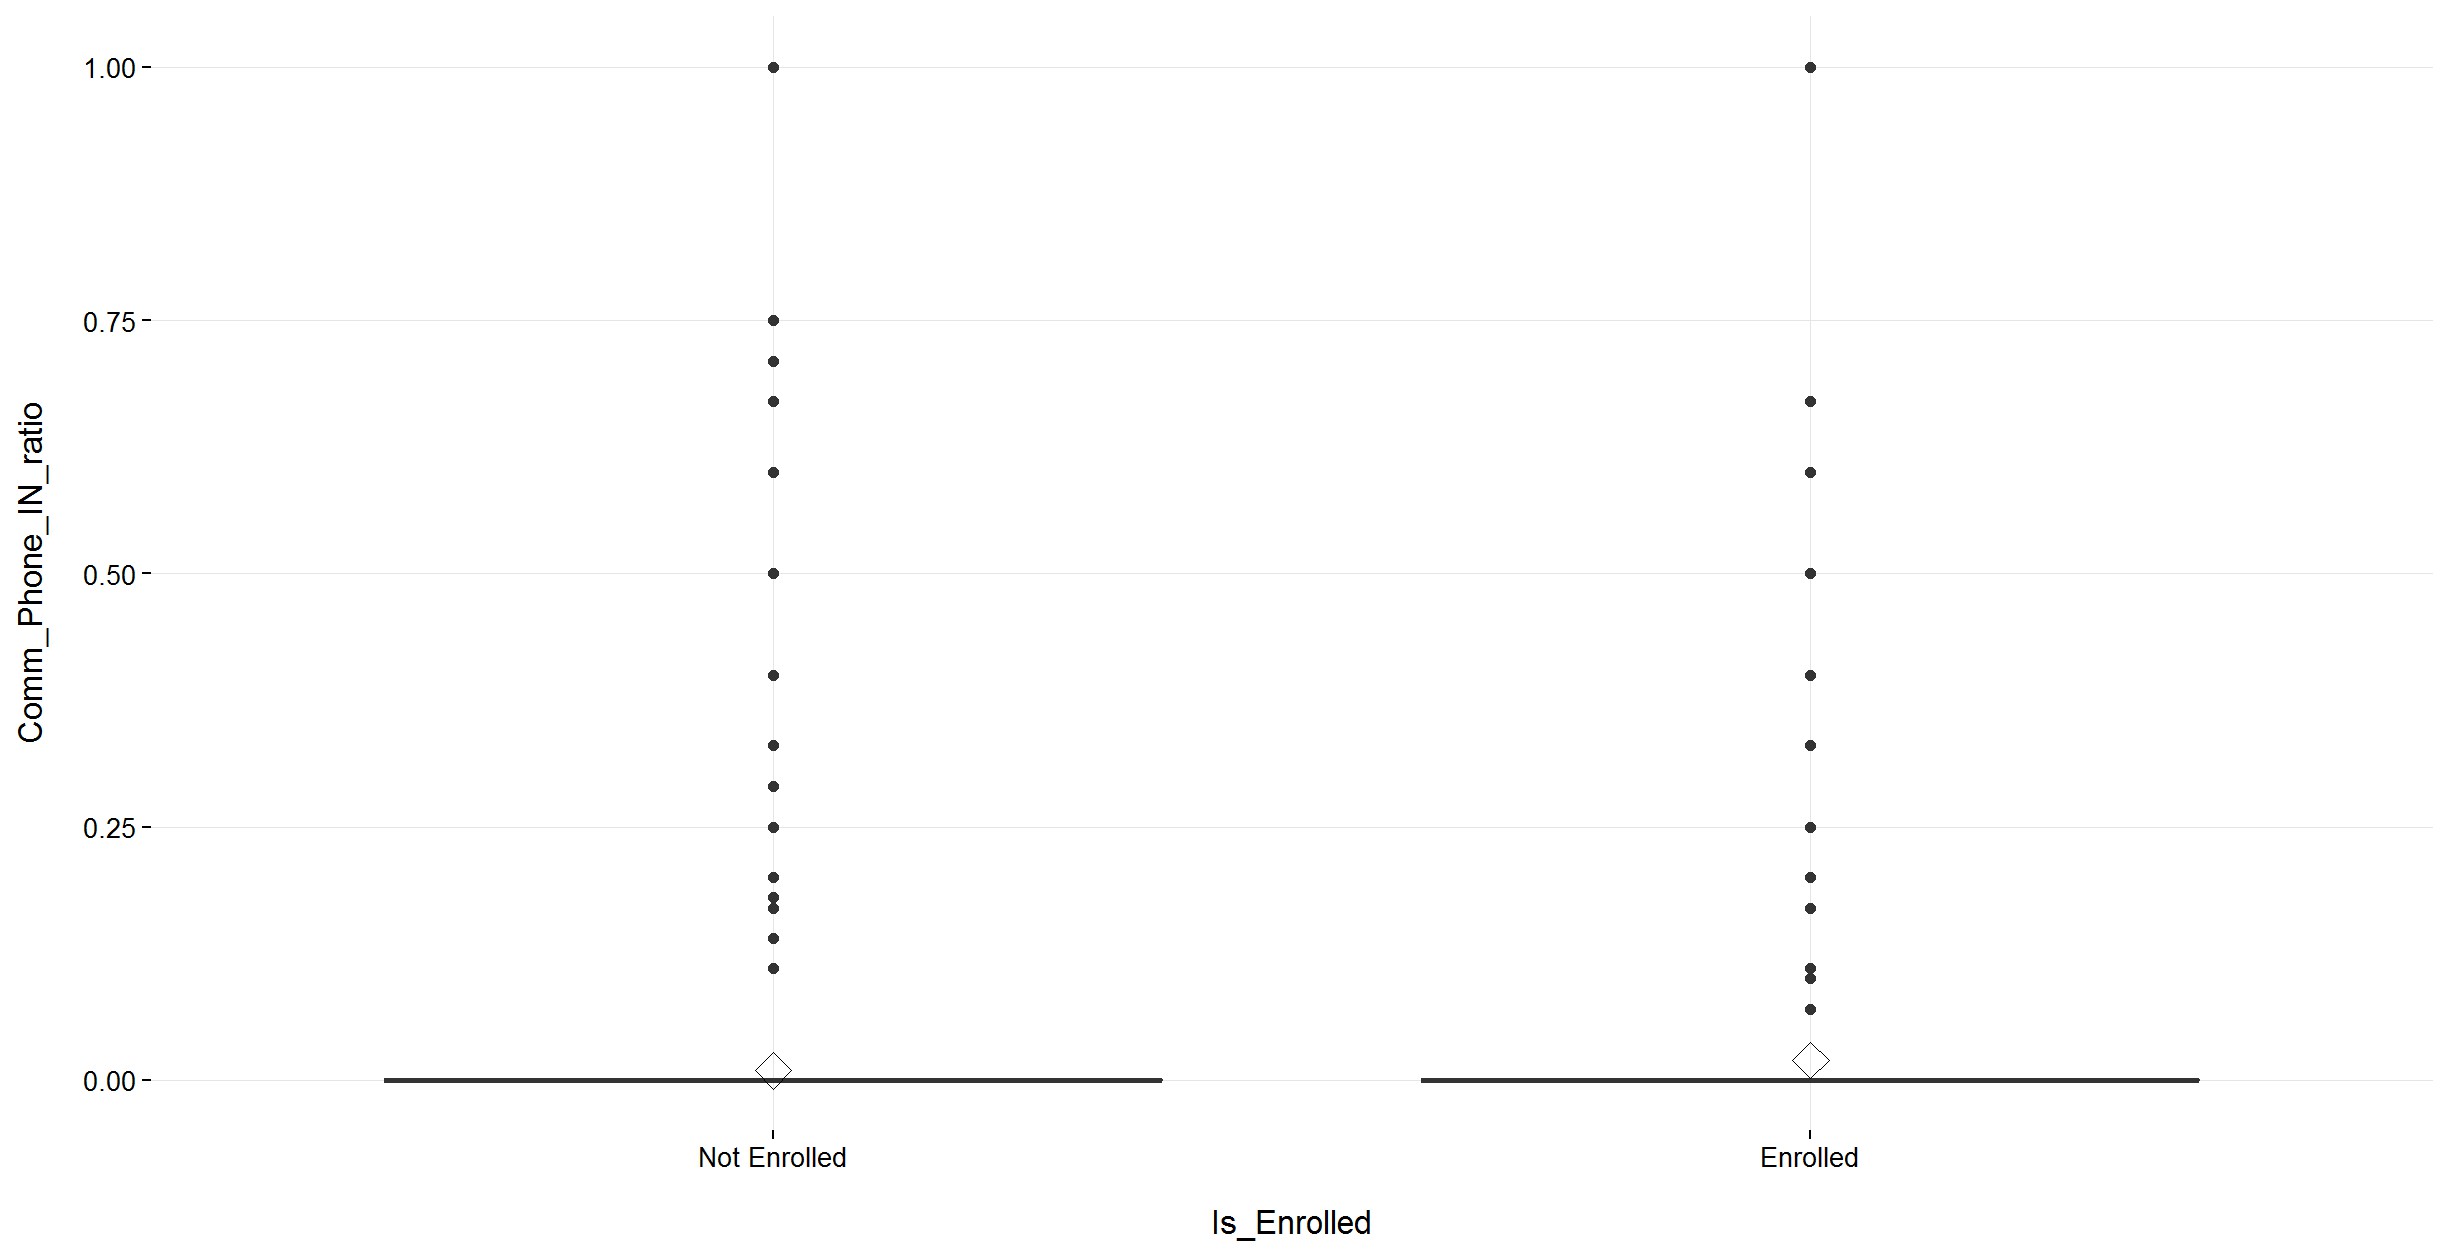 Comm_Phone_IN_ratio
1.00
0.75
0.50
0.25
0.00
Not Enrolled
Enrolled
Is_Enrolled